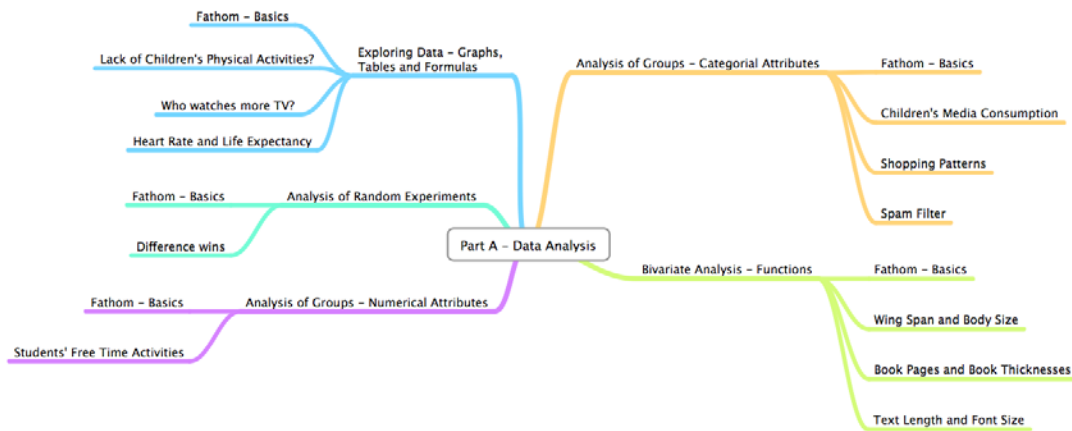 Part A – Data Analysis
Exploring Data – Graphs,
Tables and Formulas
Fathom – Basics
Lack of Children's Physical Activities?
Who watches more TV?
Heart Rate and Life Expectancy
Analysis of Random Experiments
Fathom – Basics
Difference wins
Analysis of Groups – Numerical Attributes
Fathom – Basics
Students' Free Time Activities
Analysis of Groups – Categorial Attributes
Fathom – Basics
Children's Media Consumption
Shopping Patterns
Spam Filter
Bivariate Analysis – Functions
Fathom – Basics
Wing Span and Body Size
Book Pages and Book Thicknesses
Text Length and Font Size